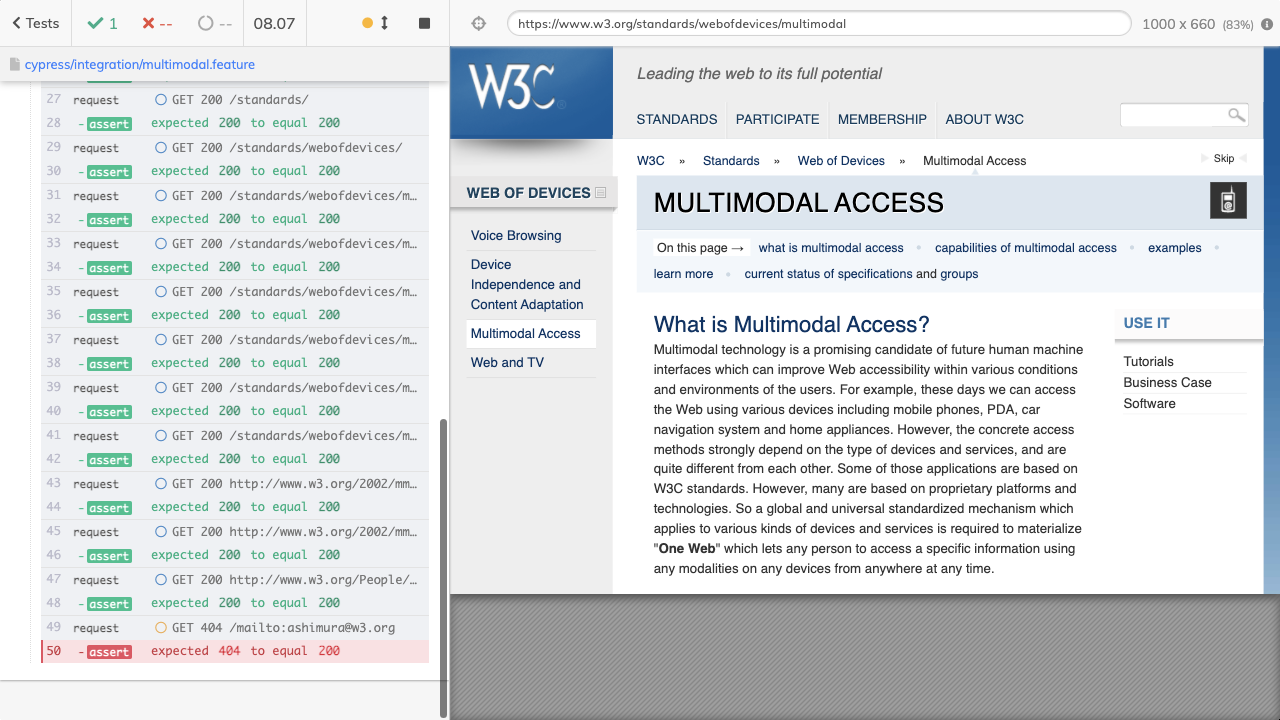 Tests
1
--
--
08.07
https://www.w3.org/standards/webofdevices/multimodal
1000 x 660 (83%)
cypress/integration/multimodal.feature
27 request GET 200 /standards/
28 - assert expected 200 to equal 200
29 request GET 200 /standards/webofdevices/
30 - assert expected 200 to equal 200
31 request GET 200 /standards/webofdevices/m…
32 - assert expected 200 to equal 200
33 request GET 200 /standards/webofdevices/m…
34 - assert expected 200 to equal 200
35 request GET 200 /standards/webofdevices/m…
36 - assert expected 200 to equal 200
37 request GET 200 /standards/webofdevices/m…
38 - assert expected 200 to equal 200
39 request GET 200 /standards/webofdevices/m…
40 - assert expected 200 to equal 200
41 request GET 200 /standards/webofdevices/m…
42 - assert expected 200 to equal 200
43 request GET 200 http://www.w3.org/2002/mm…
44 - assert expected 200 to equal 200
45 request GET 200 http://www.w3.org/2002/mm…
46 - assert expected 200 to equal 200
47 request GET 200 http://www.w3.org/People/…
48 - assert expected 200 to equal 200
49 request GET 404 /mailto:ashimura@w3.org
50 - assert expected 404 to equal 200
W3C
Leading the web to its full potential
STANDARDS PARTICIPATE MEMBERSHIP ABOUT W3C
W3C » Standards » Web of Devices » Multimodal Access
Skip
WEB OF DEVICES
Voice Browsing
Device
Independence and
Content Adaptation
Multimodal Access
Web and TV
MULTIMODAL ACCESS
On this page → what is multimodal access • capabilities of multimodal access • examples •
learn more • current status of specifications and groups
What is Multimodal Access?
Multimodal technology is a promising candidate of future human machine
interfaces which can improve Web accessibility within various conditions
and environments of the users. For example, these days we can access
the Web using various devices including mobile phones, PDA, car
navigation system and home appliances. However, the concrete access
methods strongly depend on the type of devices and services, and are
quite different from each other. Some of those applications are based on
W3C standards. However, many are based on proprietary platforms and
technologies. So a global and universal standardized mechanism which
applies to various kinds of devices and services is required to materialize
"One Web" which lets any person to access a specific information using
any modalities on any devices from anywhere at any time.
USE IT
Tutorials
Business Case
Software